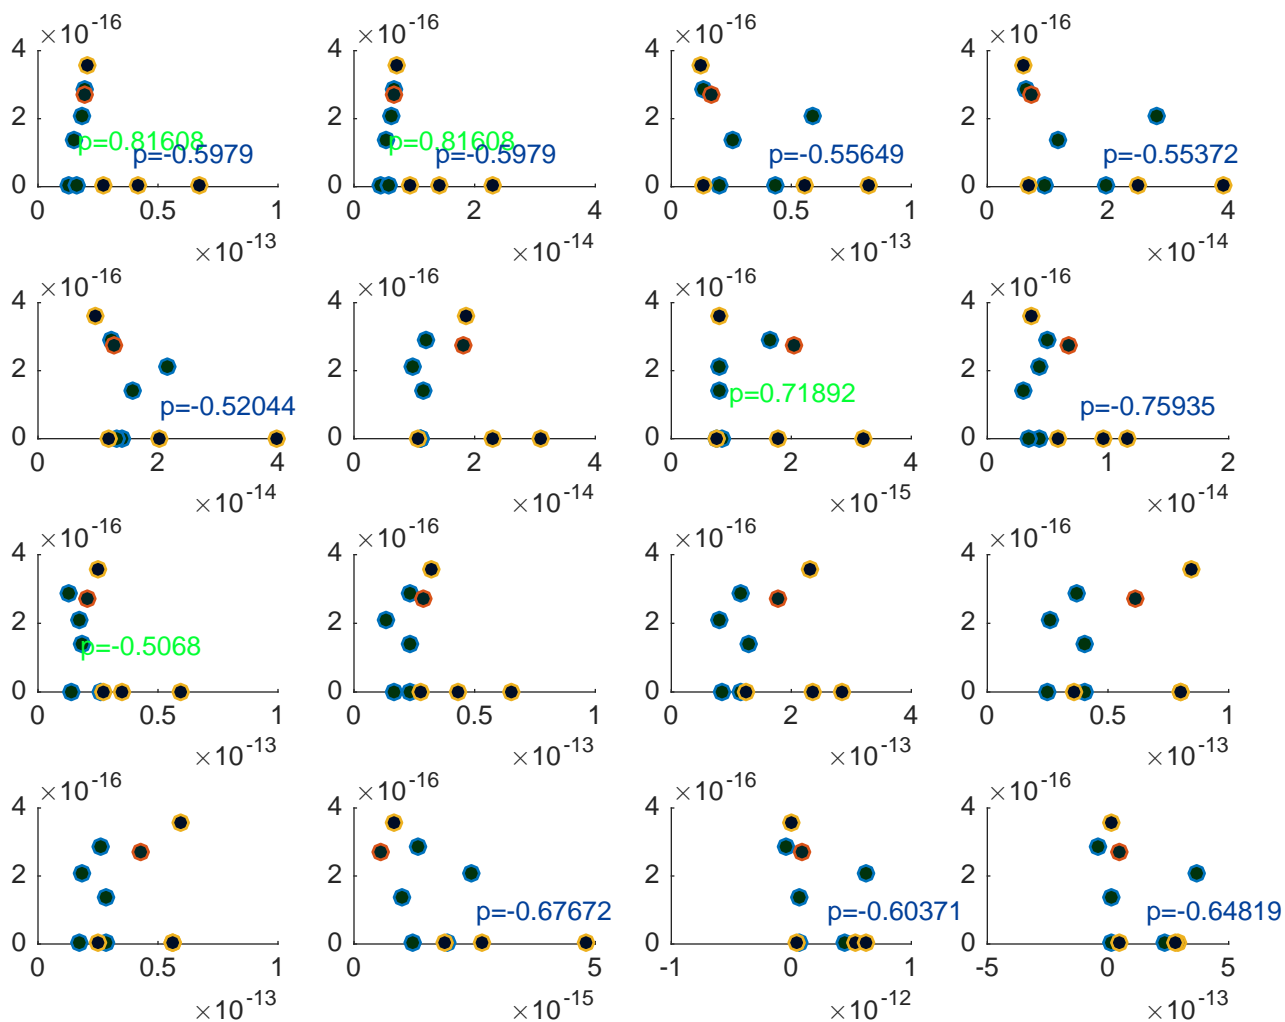 ×10-16 ×10-16 ×10-16 ×10-16
4 4 4 4
2 2 2 2
p=0.81608 p=0.81608
p=-0.5979 p=-0.5979 p=-0.55649 p=-0.55372
0 0 0 0
0 0.5 1 0 2 4 0 0.5 1 0 2 4
×10-13 ×10-14 ×10-13 ×10-14
×10-16 ×10-16 ×10-16 ×10-16
4 4 4 4
2 2 2 2
p=0.71892
p=-0.52044 p=-0.75935
0 0 0 0
0 2 4 0 2 4 0 2 4 0 1 2
×10-14 ×10-14 ×10-15 ×10-14
×10-16 ×10-16 ×10-16 ×10-16
4 4 4 4
2 2 2 2
p=-0.5068
0 0 0 0
0 0.5 1 0 0.5 1 0 2 4 0 0.5 1
×10-13 ×10-13 ×10-13 ×10-13
×10-16 ×10-16 ×10-16 ×10-16
4 4 4 4
2 2 2 2
p=-0.67672 p=-0.60371 p=-0.64819
0 0 0 0
0 0.5 1 0 5 -1 0 1 -5 0 5
×10-13 ×10-15 ×10-12 ×10-13